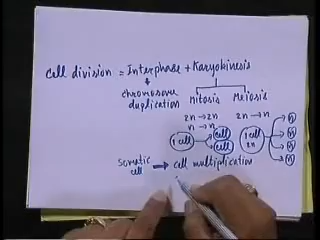 Cell division = Interphase + Karyokinesis
chromosome duplication
Mitosis Meiosis
2n → 2n 2n → n
n → n
1 cell cell cell
1 cell 2n n n n n
Somatic cell → cell multiplication